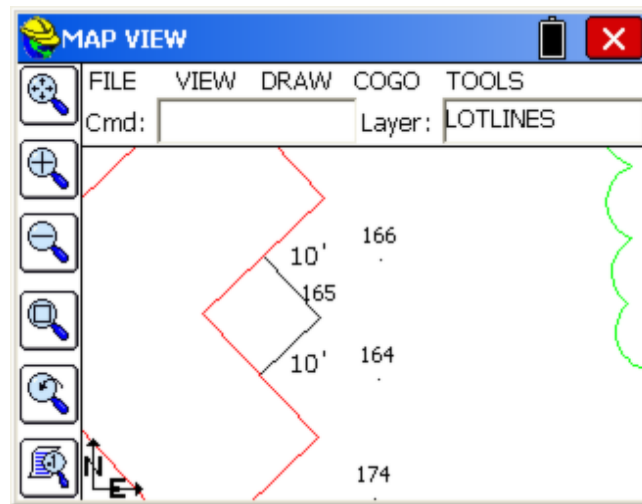 MAP VIEW
FILE VIEW DRAW COGO TOOLS
Cmd: Layer: LOTLINES
166
10'
165
164
10'
174
N
E